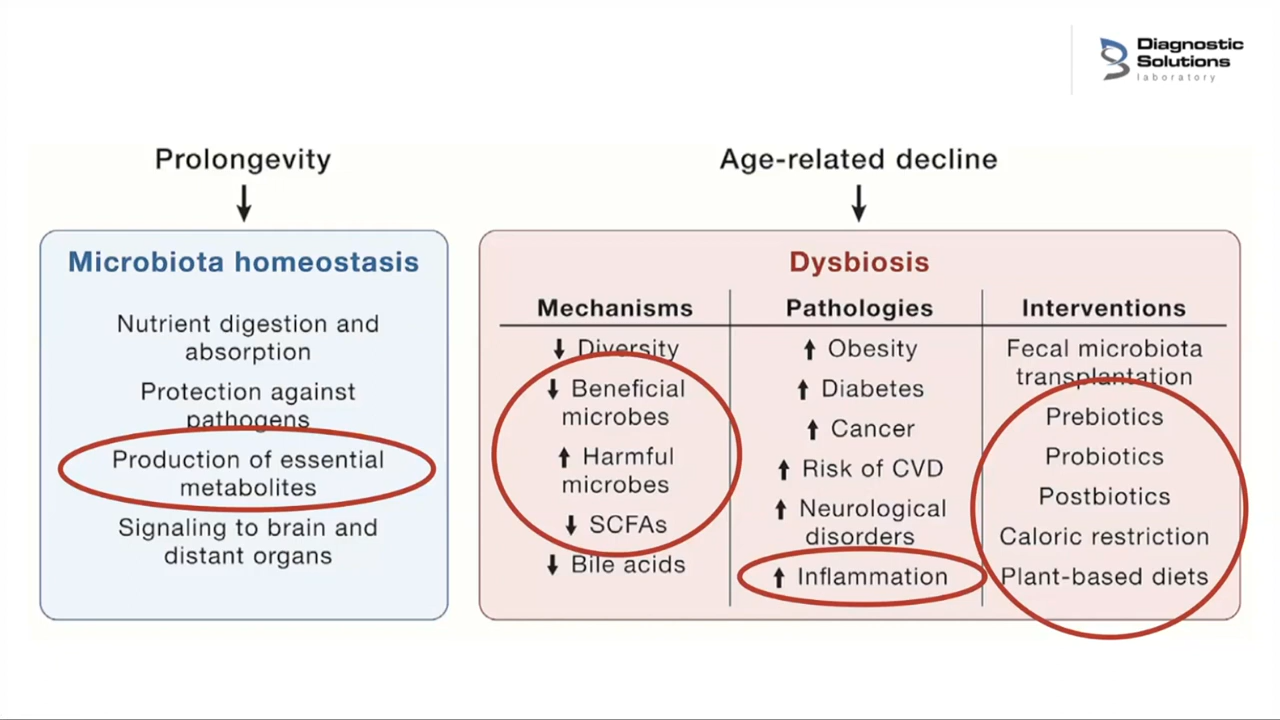 Diagnostic
Solutions
laboratory
Prolongevity
Age-related decline
Microbiota homeostasis
Nutrient digestion and
absorption
Protection against
pathogens
Production of essential
metabolites
Signaling to brain and
distant organs
Dysbiosis
Mechanisms
↓ Diversity
↓ Beneficial
microbes
↑ Harmful
microbes
↓ SCFAs
↓ Bile acids
Pathologies
↑ Obesity
↑ Diabetes
↑ Cancer
↑ Risk of CVD
↑ Neurological
disorders
↑ Inflammation
Interventions
Fecal microbiota
transplantation
Prebiotics
Probiotics
Postbiotics
Caloric restriction
Plant-based diets